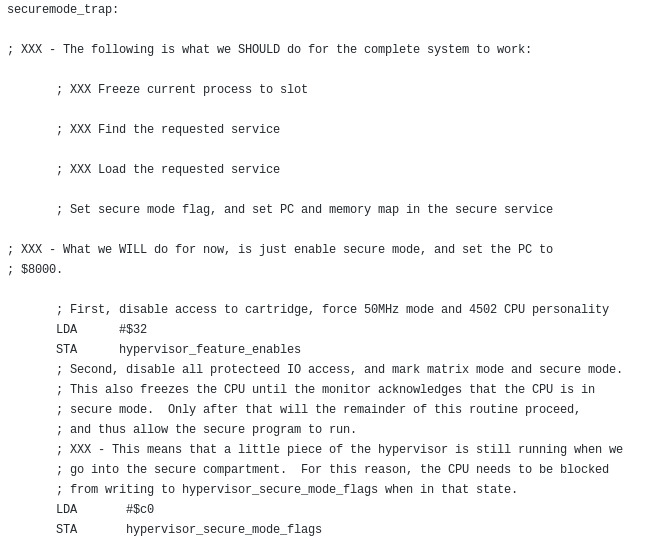 securemode_trap:
; XXX - The following is what we SHOULD do for the complete system to work:
; XXX Freeze current process to slot
; XXX Find the requested service
; XXX Load the requested service
; Set secure mode flag, and set PC and memory map in the secure service
; XXX - What we WILL do for now, is just enable secure mode, and set the PC to
; $8000.
; First, disable access to cartridge, force 50MHz mode and 4502 CPU personality
LDA #$32
STA hypervisor_feature_enables
; Second, disable all protecteed IO access, and mark matrix mode and secure mode.
; This also freezes the CPU until the monitor acknowledges that the CPU is in
; secure mode. Only after that will the remainder of this routine proceed,
; and thus allow the secure program to run.
; XXX - This means that a little piece of the hypervisor is still running when we
; go into the secure compartment. For this reason, the CPU needs to be blocked
; from writing to hypervisor_secure_mode_flags when in that state.
LDA #$c0
STA hypervisor_secure_mode_flags